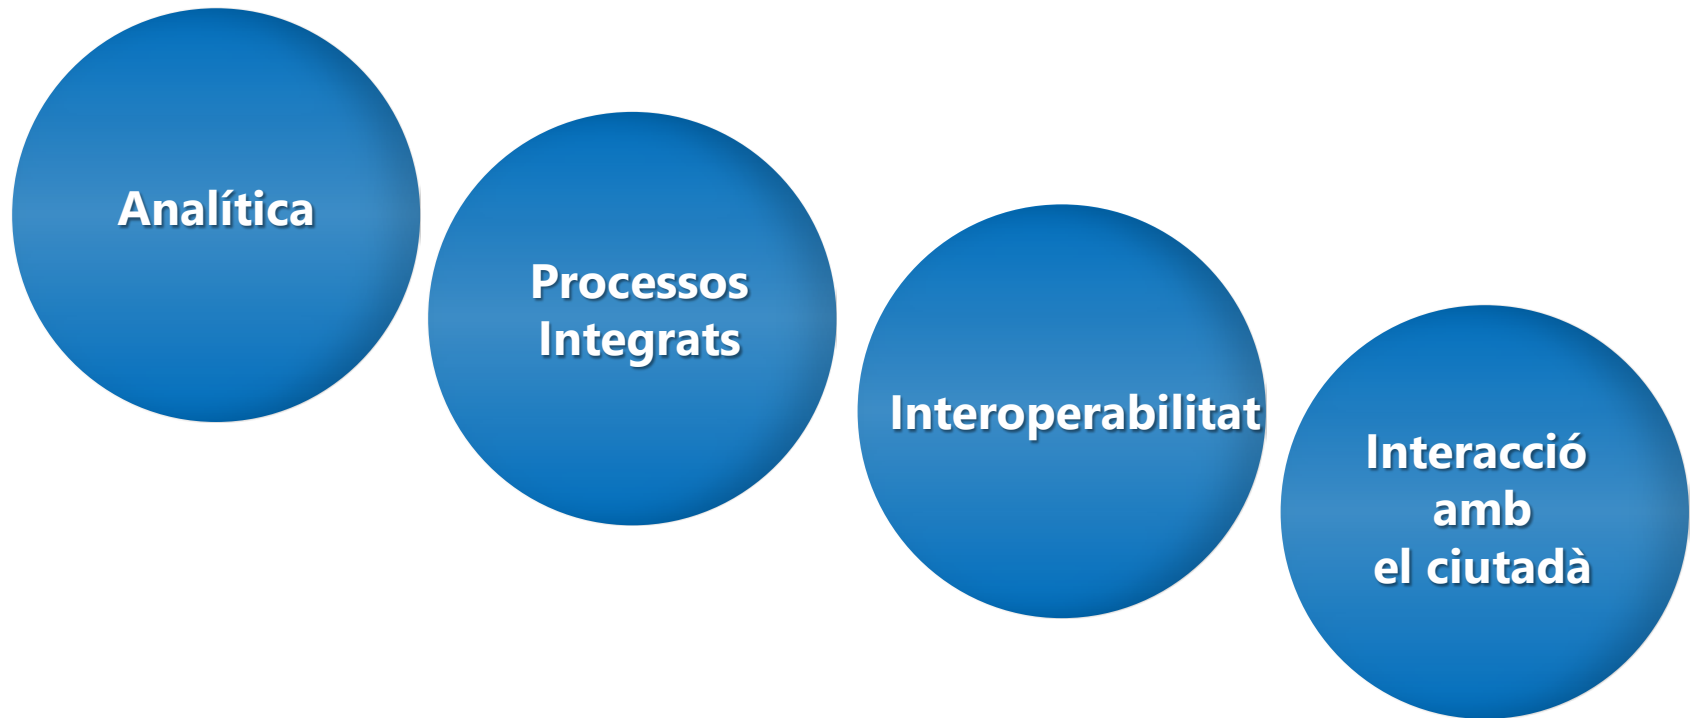 Analítica
Processos
Integrats
Interoperabilitat
Interacció
amb
el ciutadà